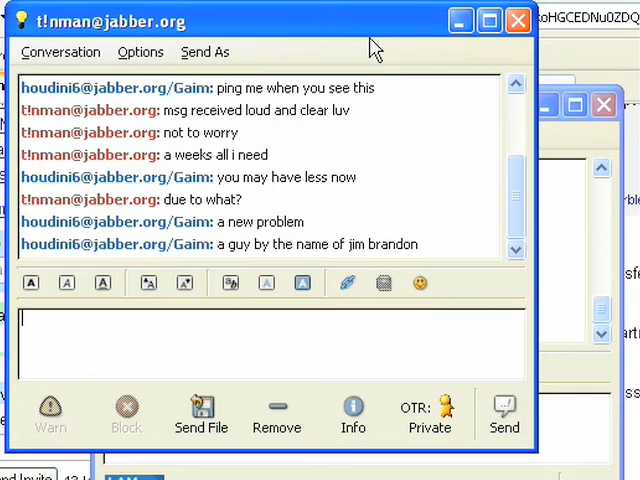 t!nman@jabber.org
Conversation Options Send As
houdini6@jabber.org/Gaim: ping me when you see this
t!nman@jabber.org: msg received loud and clear luv
t!nman@jabber.org: not to worry
t!nman@jabber.org: a weeks all i need
houdini6@jabber.org/Gaim: you may have less now
t!nman@jabber.org: due to what?
houdini6@jabber.org/Gaim: a new problem
houdini6@jabber.org/Gaim: a guy by the name of jim brandon
OTR:
Warn Block Send File Remove Info Private Send